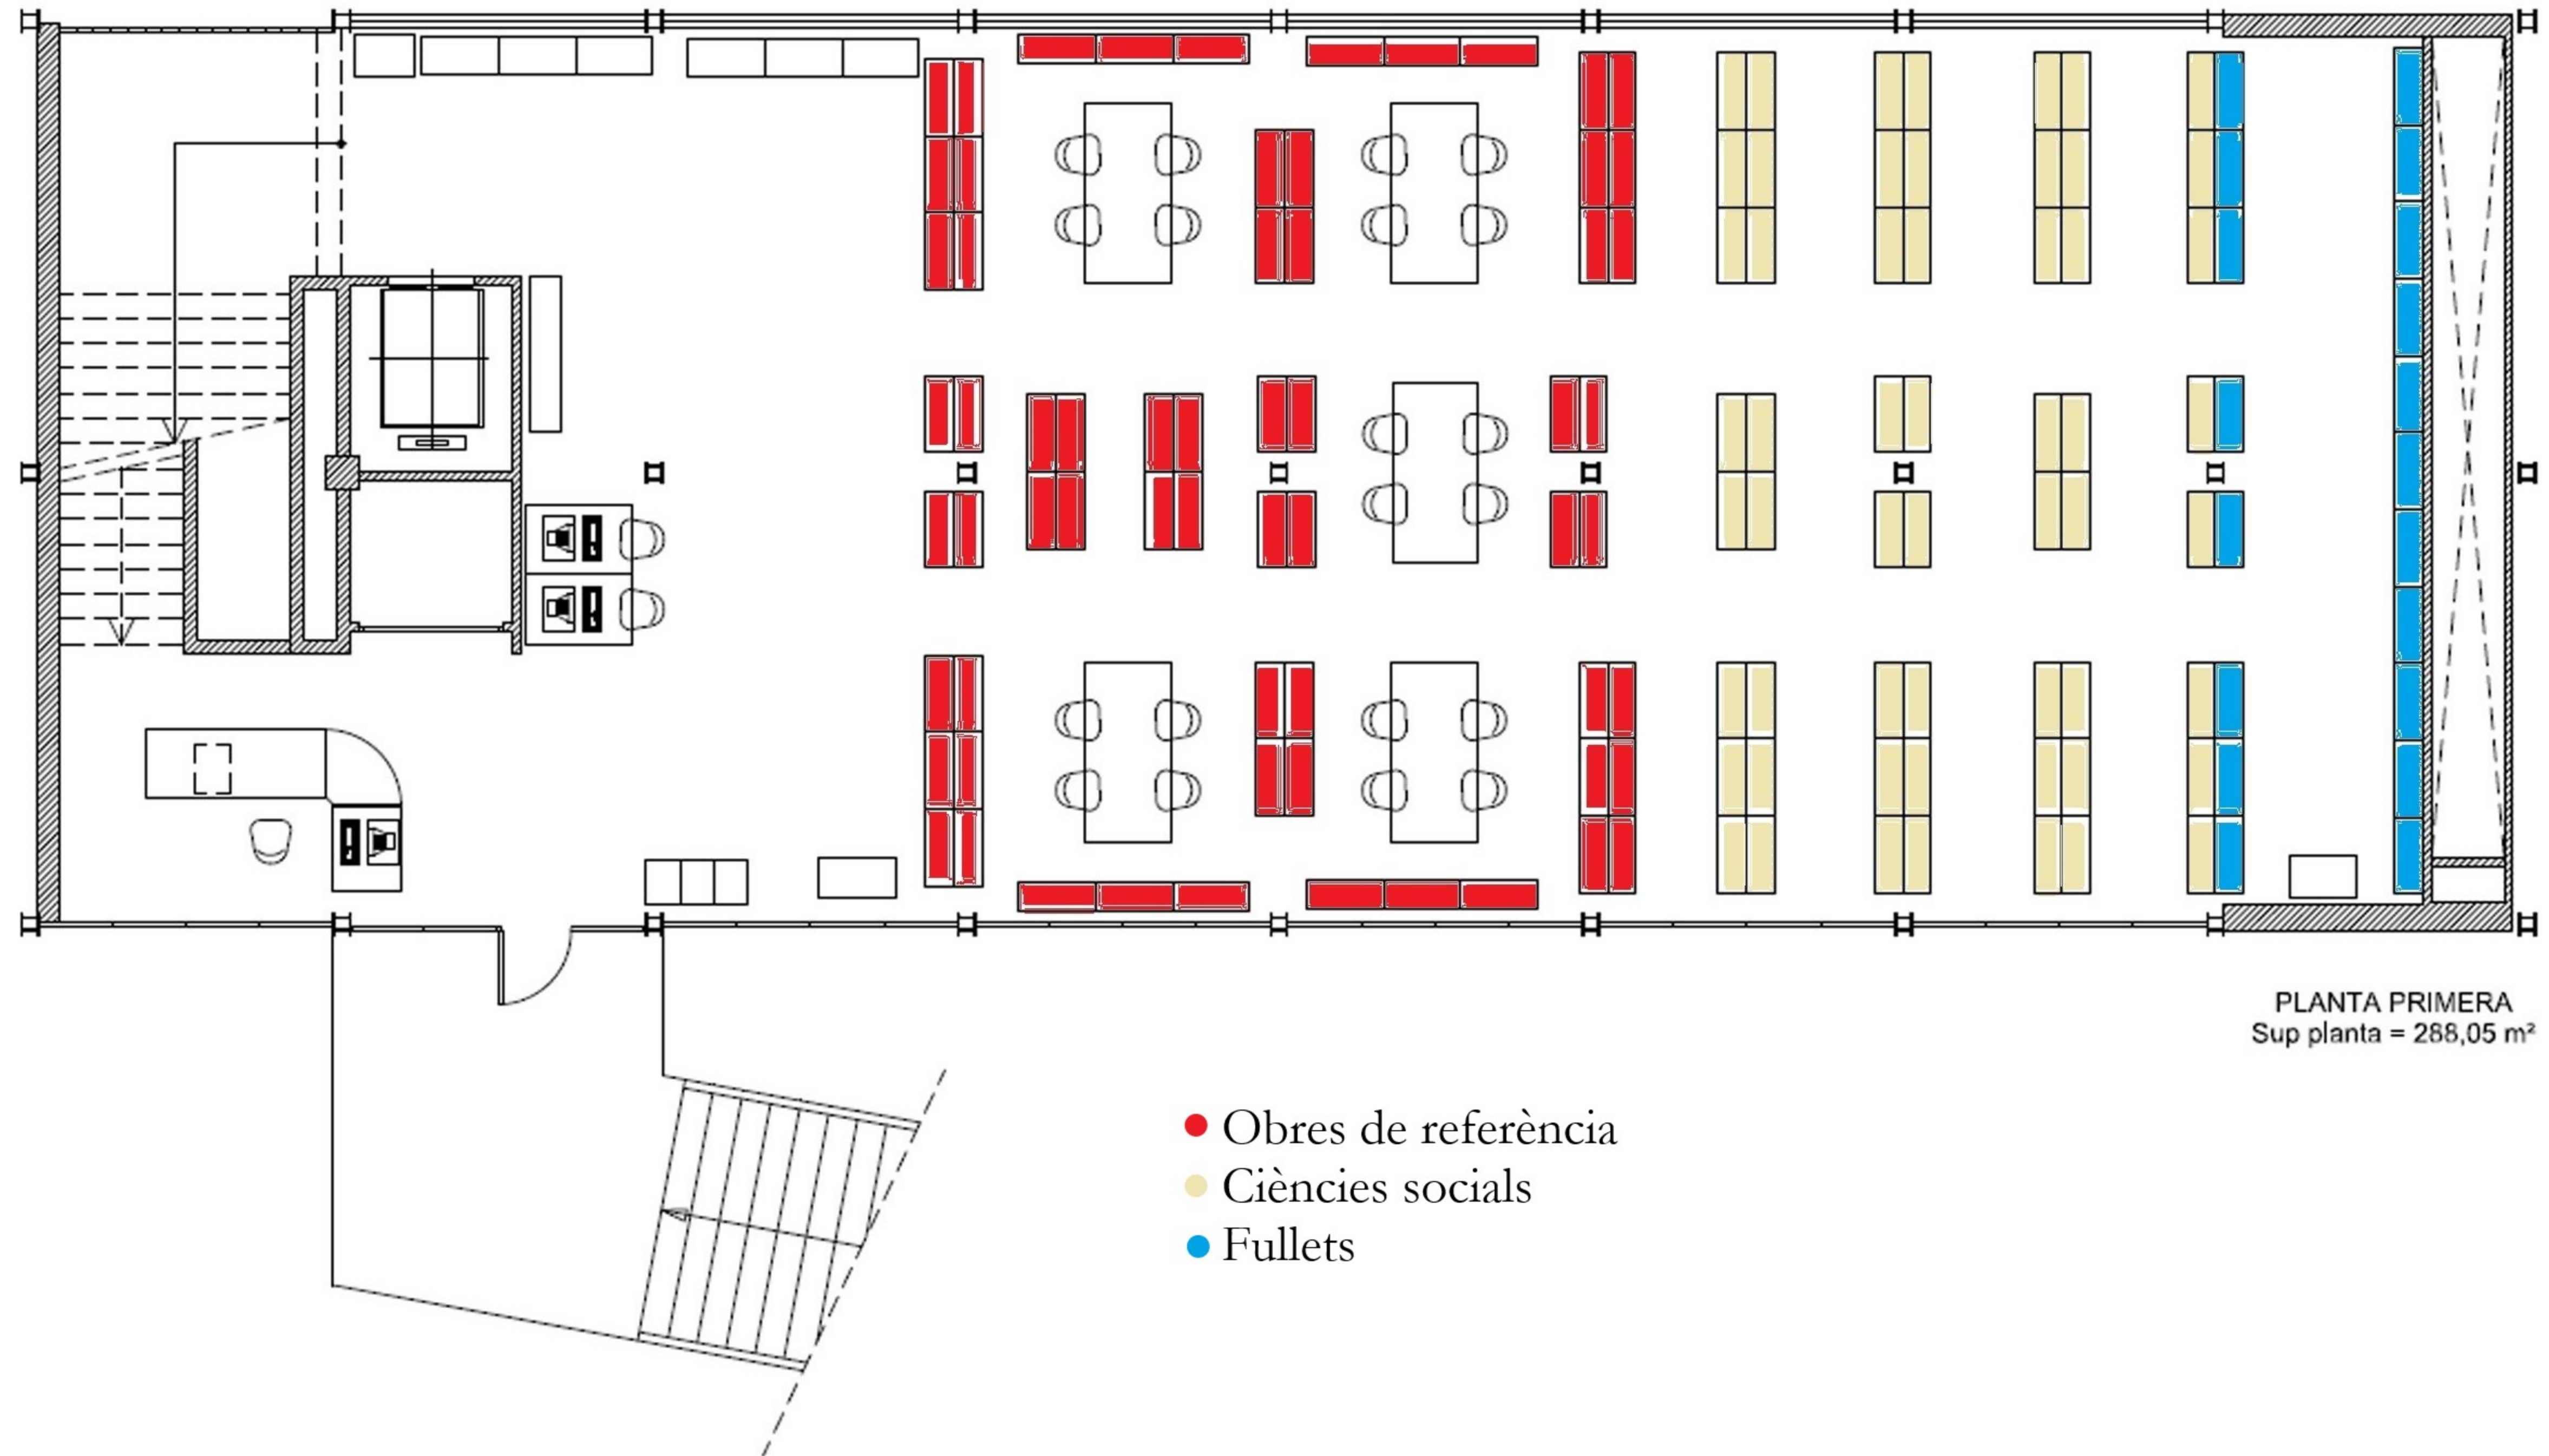 PLANTA PRIMERA
Sup planta = 288,05 m²
Obres de referència
Ciències socials
Fullets